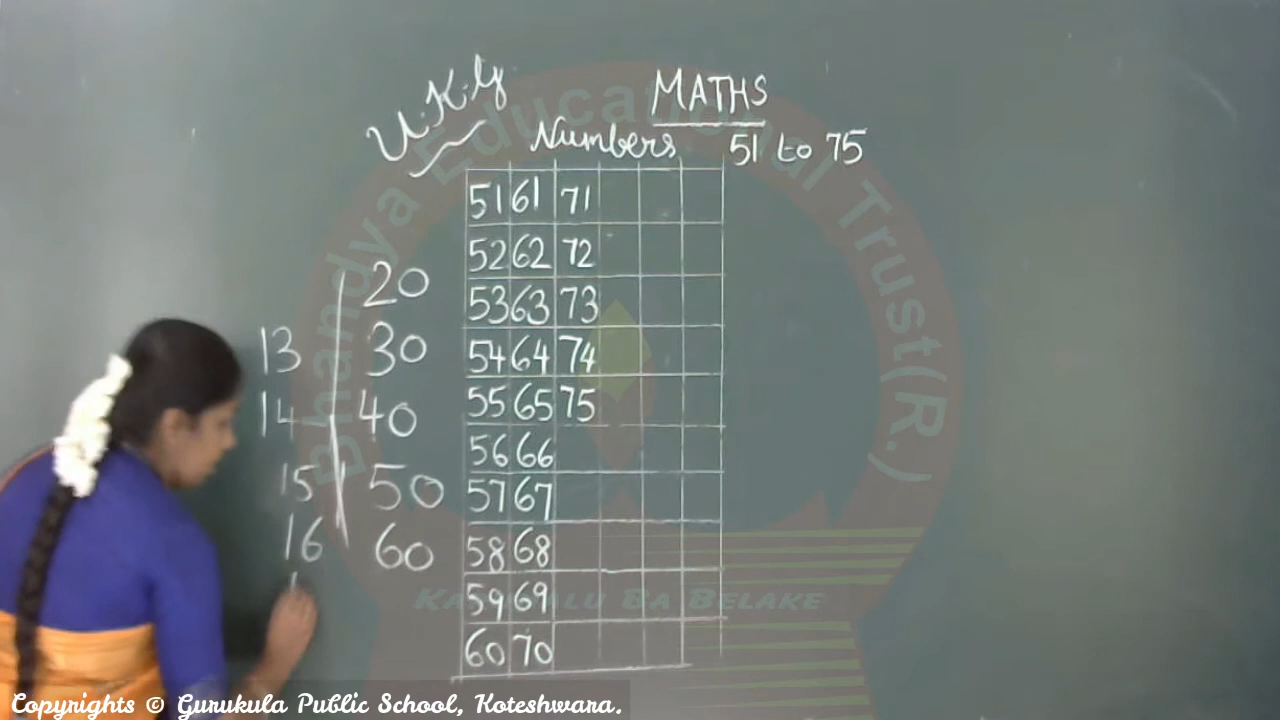 U.K.G
MATHS
Numbers 51 to 75
51 61 71
52 62 72
53 63 73
54 64 74
55 65 75
56 66
57 67
58 68
59 69
60 70
20
13 30
14 40
15 50
16 60
Bhandya Educational Trust(R.)
BA BELAKE
Copyrights © Gurukula Public School, Koteshwara.